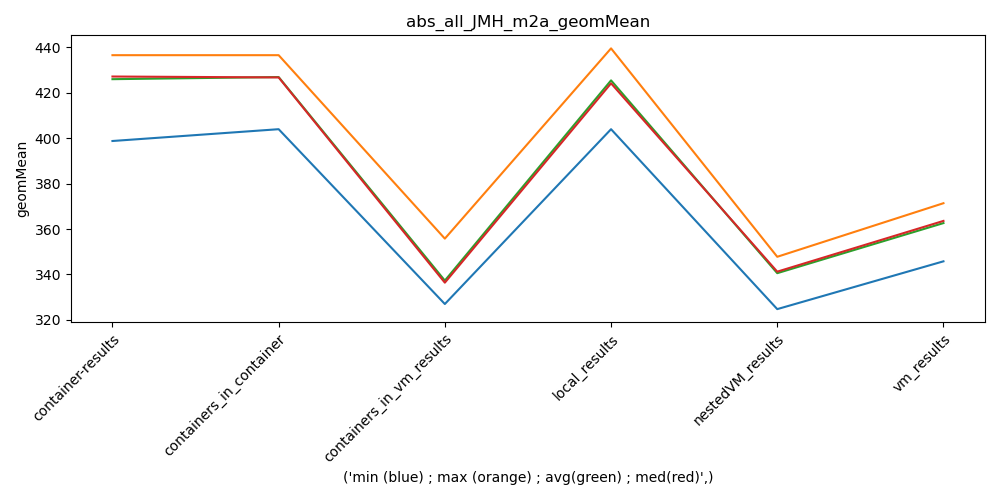 abs_all_JMH_m2a_geomMean
440
420
400
380
360
340
320
geomMean
container-results
containers_in_container
containers_in_vm_results
local_results
nestedVM_results
vm_results
('min (blue) ; max (orange) ; avg(green) ; med(red)',)